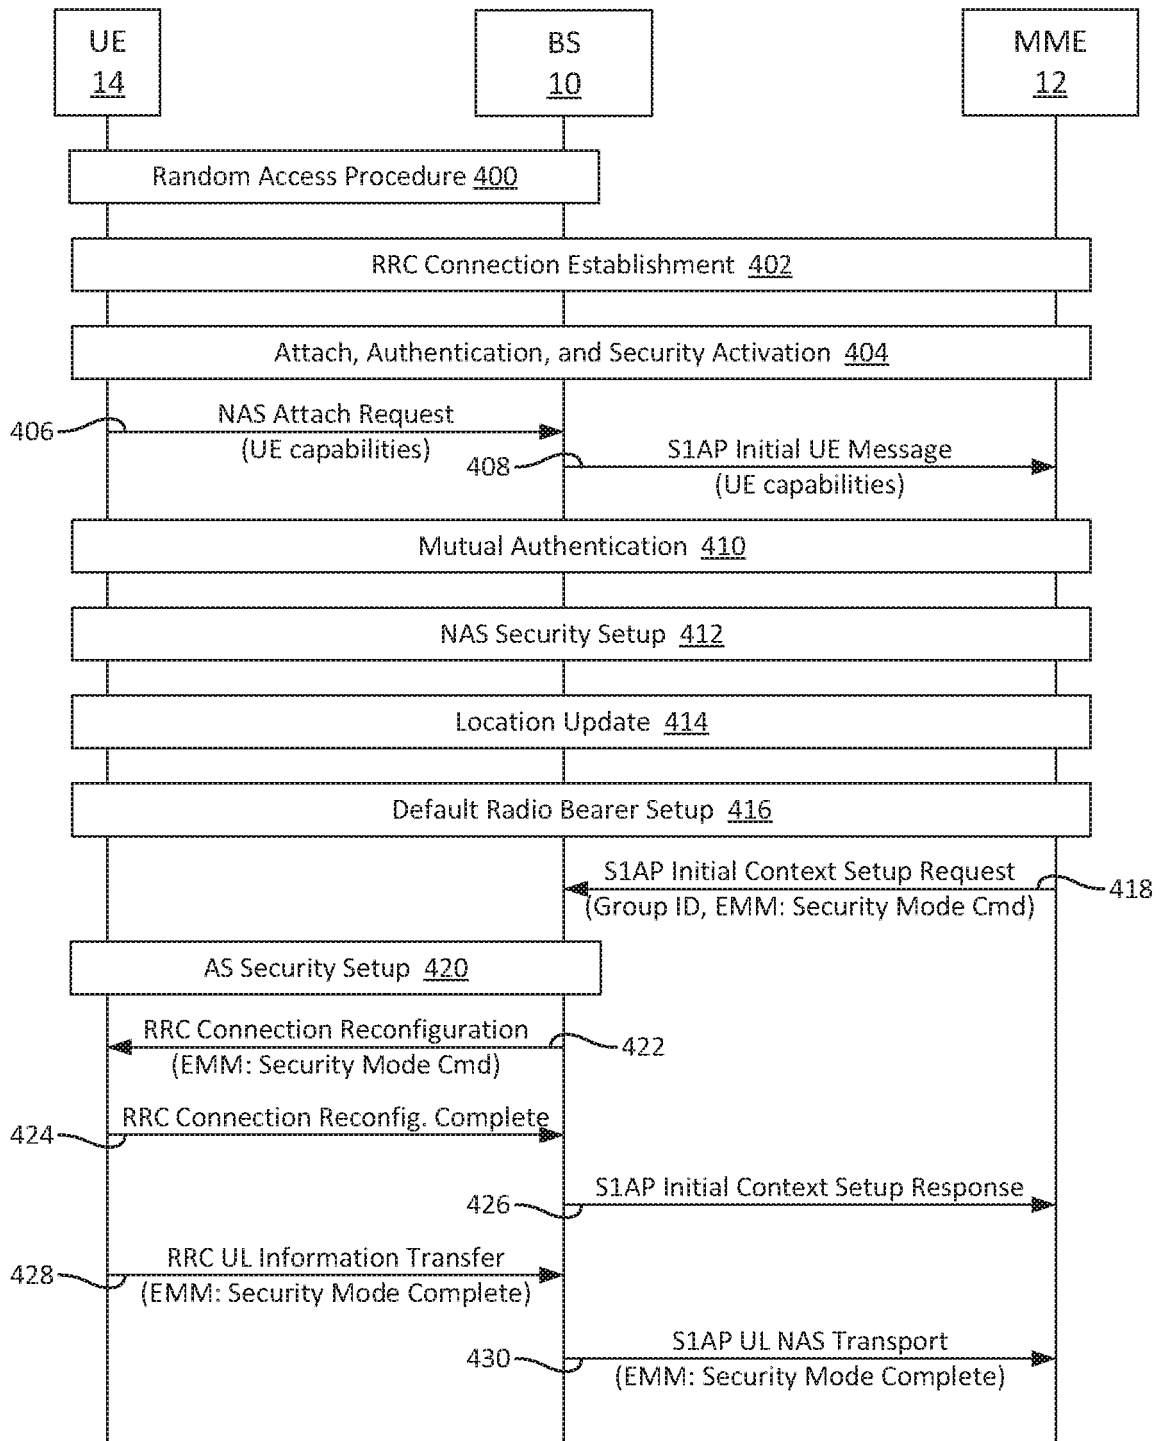 UE
14
BS
10
MME
12
Random Access Procedure 400
RRC Connection Establishment 402
Attach, Authentication, and Security Activation 404
406
NAS Attach Request
(UE capabilities)
408
S1AP Initial UE Message
(UE capabilities)
Mutual Authentication 410
NAS Security Setup 412
Location Update 414
Default Radio Bearer Setup 416
S1AP Initial Context Setup Request
(Group ID, EMM: Security Mode Cmd)
418
AS Security Setup 420
RRC Connection Reconfiguration
(EMM: Security Mode Cmd)
422
RRC Connection Reconfig. Complete
424
S1AP Initial Context Setup Response
426
RRC UL Information Transfer
(EMM: Security Mode Complete)
428
S1AP UL NAS Transport
(EMM: Security Mode Complete)
430